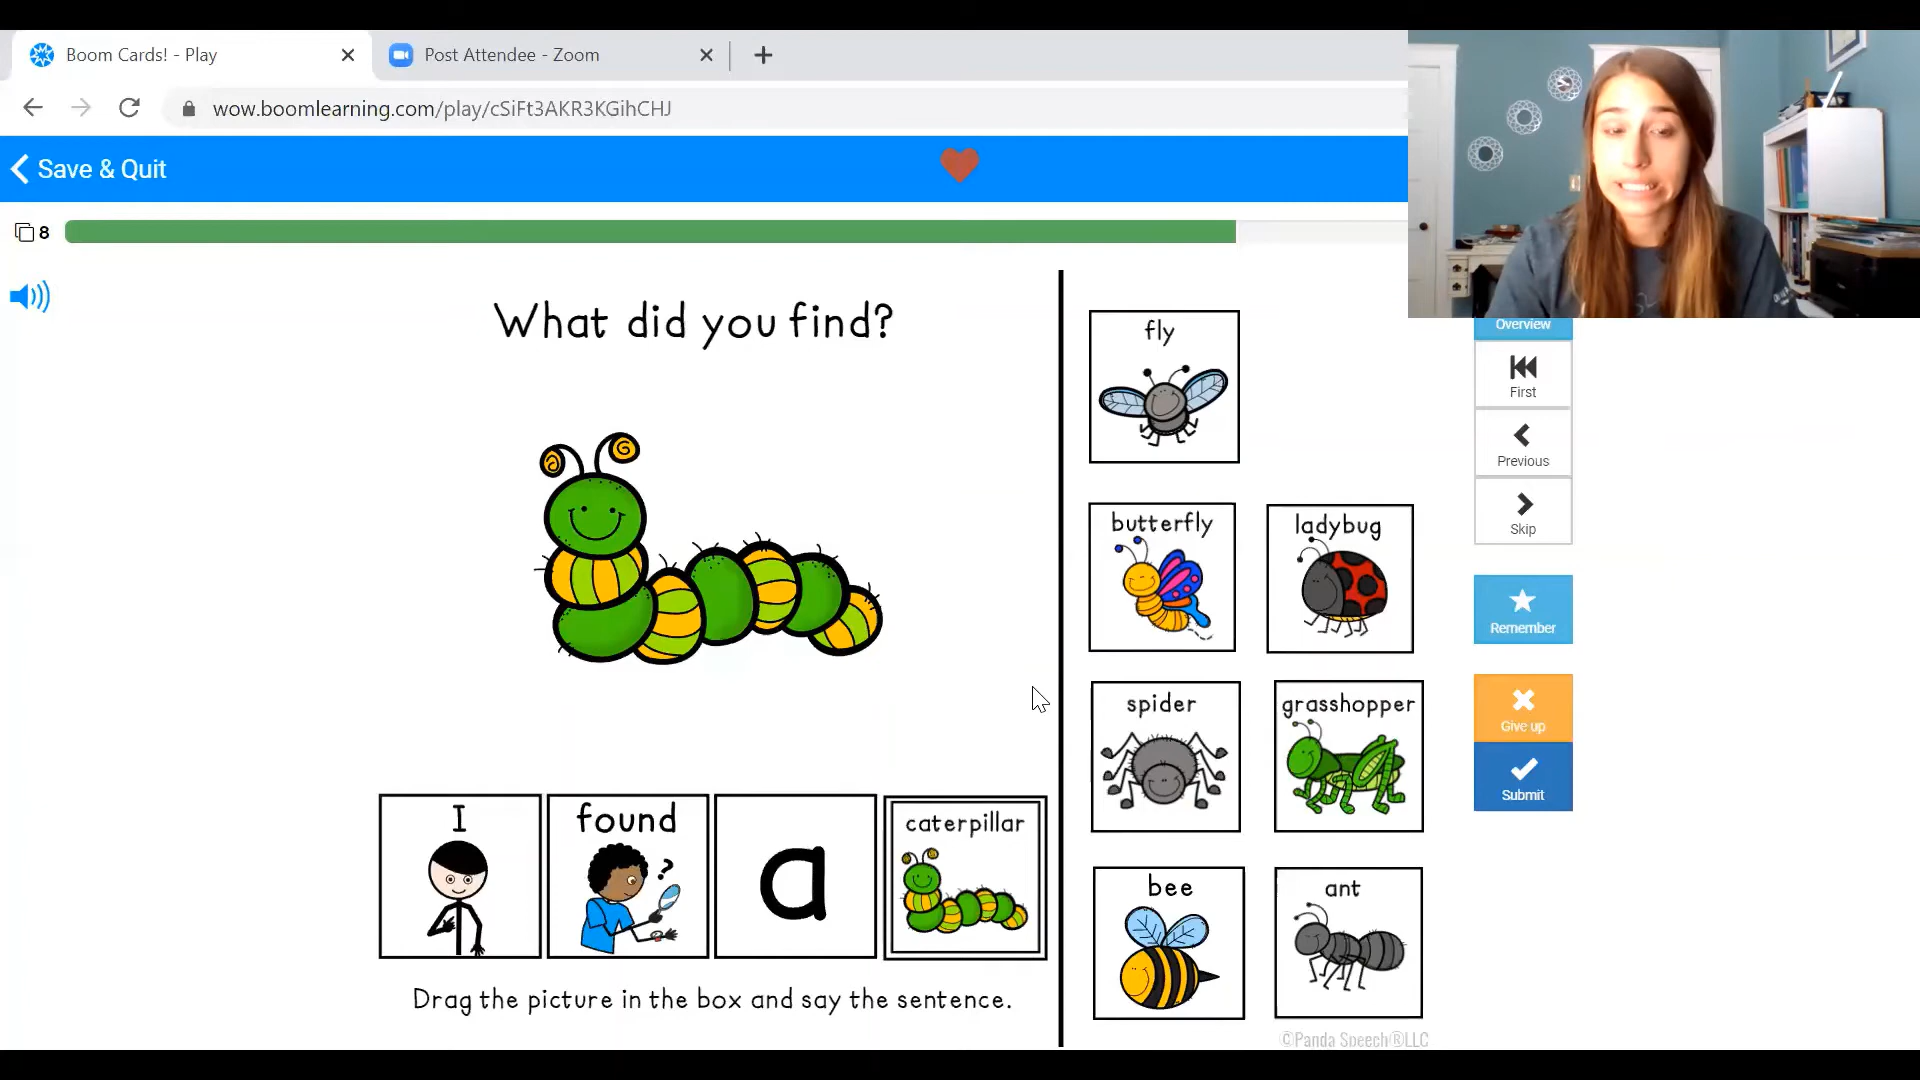 Boom Cards! - Play
Post Attendee - Zoom
wow.boomlearning.com/play/cSiFt3AKR3KGihCHJ
Save & Quit
8
What did you find?
fly
butterfly
ladybug
spider
grasshopper
bee
ant
I
found
?
a
caterpillar
Drag the picture in the box and say the sentence.
©Panda Speech®LLC
Overview
First
Previous
Skip
Remember
Give up
Submit